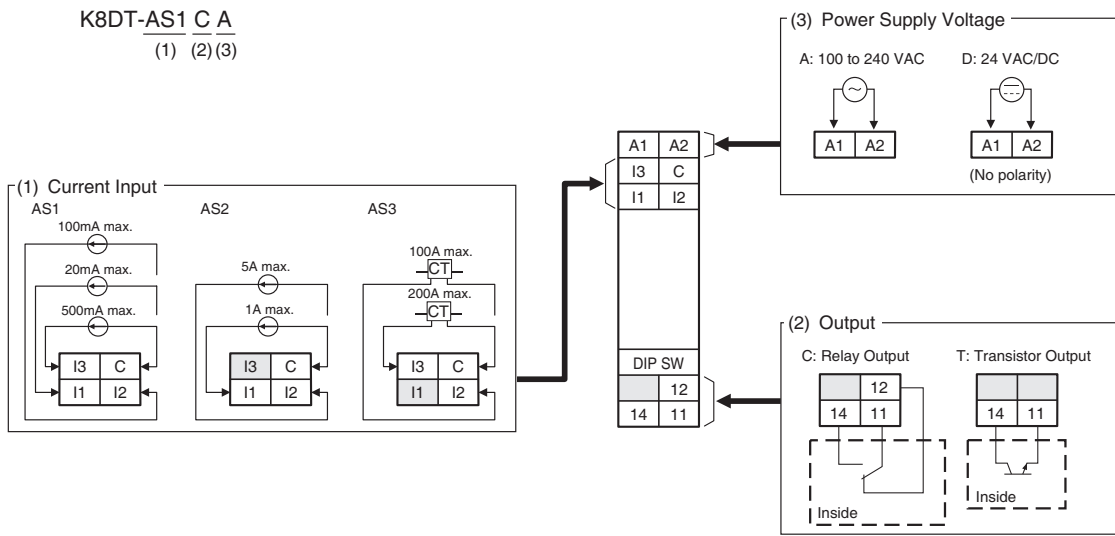 K8DT-AS1 C A
(1) (2) (3)
(3) Power Supply Voltage
A: 100 to 240 VAC
D: 24 VAC/DC
A1 A2
A1 A2
(No polarity)
A1 A2
I3 C
I1 I2
DIP SW
12
14 11
(1) Current Input
AS1
AS2
AS3
100mA max.
20mA max.
500mA max.
I3 C
I1 I2
5A max.
1A max.
I3 C
I1 I2
100A max.
CT
200A max.
CT
I3 C
I1 I2
(2) Output
C: Relay Output
T: Transistor Output
12
14 11
Inside
14 11
Inside